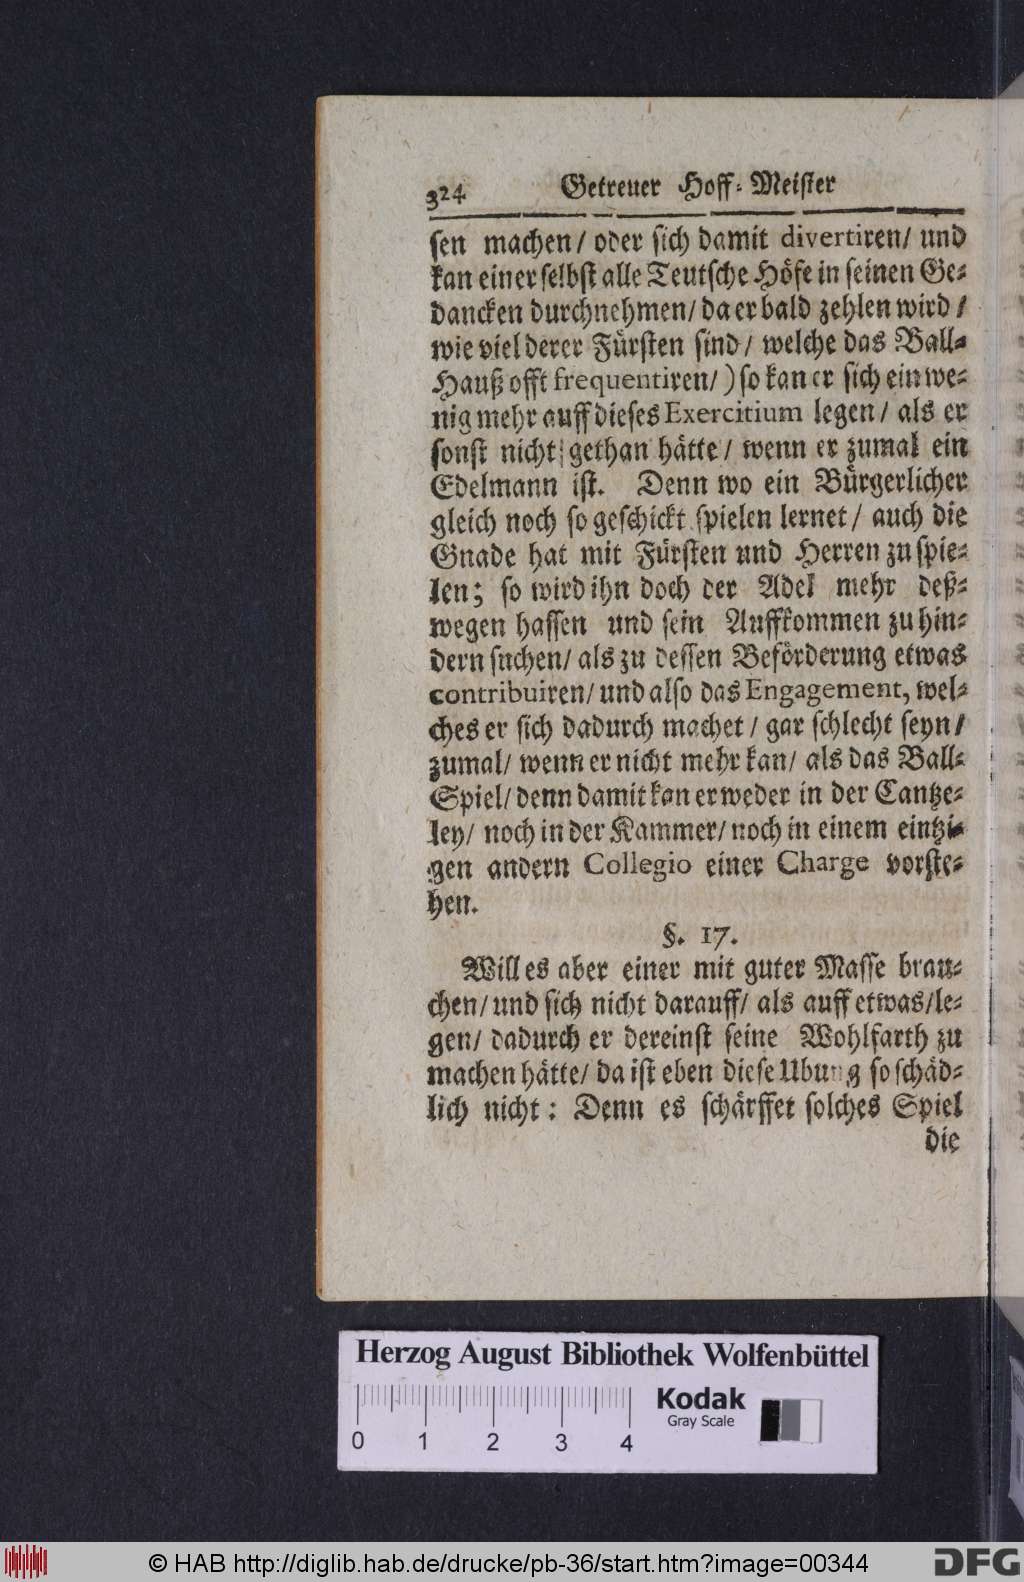 324 Getreuer Hoff-Meister
sen machen/ oder sich damit divertiren/ und
kan einer selbst alle Teutsche Höfe in seinen Ge-
dancken durchnehmen/ da er bald zehlen wird/
wie viel derer Fürsten sind/ welche das Ball-
Hauß offt frequentiren/) so kan er sich ein we-
nig mehr auff dieses Exercitium legen/ als er
sonst nicht gethan hätte/ wenn er zumal ein
Edelmann ist. Denn wo ein Bürgerlicher
gleich noch so geschickt spielen lernet/ auch die
Gnade hat mit Fürsten und Herren zu spie-
len; so wird ihn doch der Adel mehr deß-
wegen hassen und sein Auffkommen zu hin-
dern suchen/ als zu dessen Beförderung etwas
contribuiren/ und also das Engagement, wel-
ches er sich dadurch machet/ gar schlecht seyn/
zumal/ wenn er nicht mehr kan/ als das Ball-
Spiel/ denn damit kan er weder in der Cantze-
ley/ noch in der Kammer/ noch in einem eintzi-
gen andern Collegio einer Charge vorste-
hen.
§. 17.
Will es aber einer mit guter Masse brau-
chen/ und sich nicht darauff/ als auff etwas/ le-
gen/ dadurch er dereinst seine Wohlfarth zu
machen hätte/ da ist eben diese Ubung so schäd-
lich nicht: Denn es schärffet solches Spiel
die
Herzog August Bibliothek Wolfenbüttel
Kodak
Gray Scale
0 1 2 3 4
© HAB http://diglib.hab.de/drucke/pb-36/start.htm?image=00344
DFG